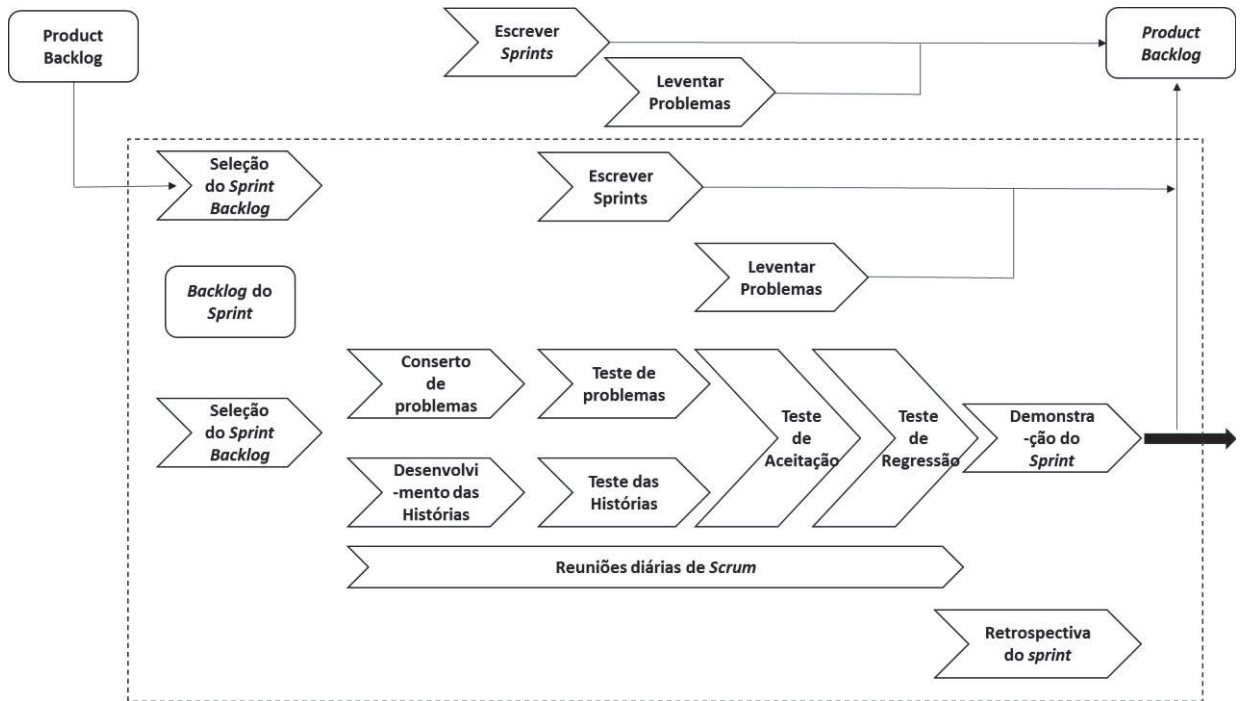 Product
Backlog
Escrever
Sprints
Product
Backlog
Leventar
Problemas
Seleção
do Sprint
Backlog
Escrever
Sprints
Leventar
Problemas
Backlog do
Sprint
Conserto
de
problemas
Teste de
problemas
Seleção
do Sprint
Backlog
Teste
de
Aceitação
Teste
de
Regressão
Demonstra
-ção do
Sprint
Desenvolvi
-mento das
Histórias
Teste das
Histórias
Reuniões diárias de Scrum
Retrospectiva
do sprint